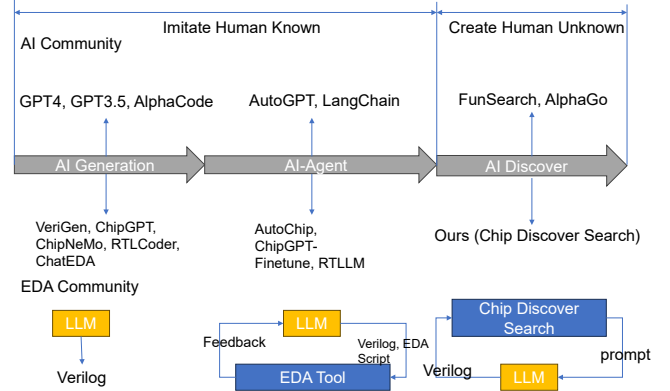 Imitate Human Known
Create Human Unknown
AI Community
GPT4, GPT3.5, AlphaCode
AutoGPT, LangChain
FunSearch, AlphaGo
AI Generation
AI-Agent
AI Discover
VeriGen, ChipGPT,
ChipNeMo, RTLCoder,
ChatEDA
AutoChip,
ChipGPT-
Finetune, RTLLM
Ours (Chip Discover Search)
EDA Community
LLM
Verilog
LLM
Feedback
Verilog, EDA
Script
EDA Tool
Chip Discover
Search
prompt
Verilog
LLM